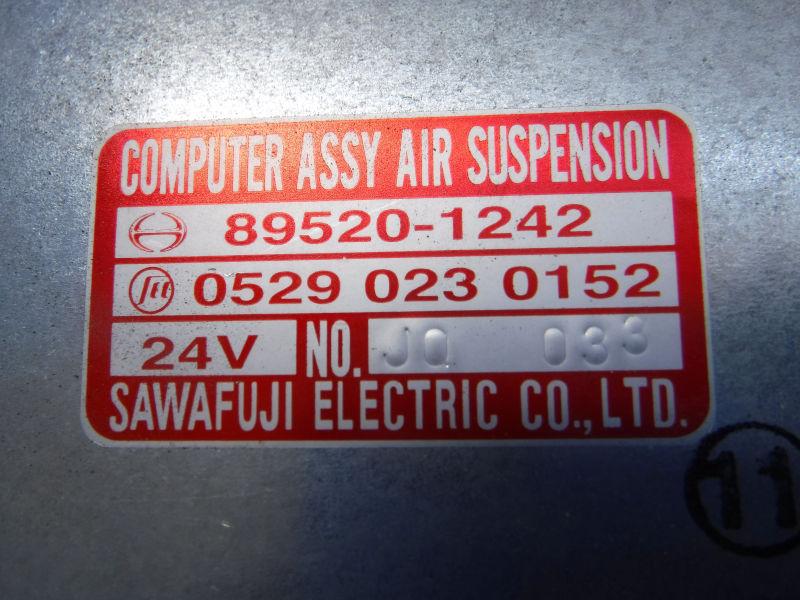 COMPUTER ASSY AIR SUSPENSION
89520-1242
0529 023 0152
24V NO. JQ 033
SAWAFUJI ELECTRIC CO., LTD.
11